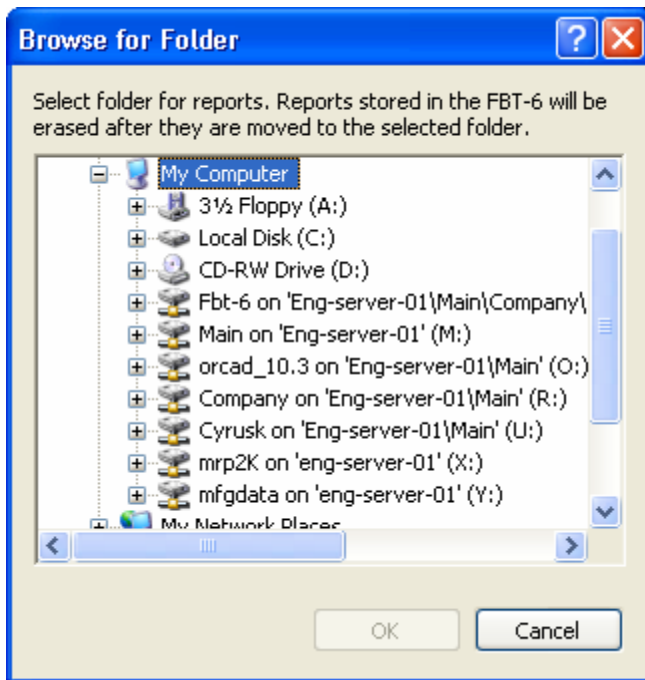 Browse for Folder
Select folder for reports. Reports stored in the FBT-6 will be
erased after they are moved to the selected folder.
My Computer
3½ Floppy (A:)
Local Disk (C:)
CD-RW Drive (D:)
Fbt-6 on 'Eng-server-01\Main\Company\
Main on 'Eng-server-01' (M:)
orcad_10.3 on 'Eng-server-01\Main' (O:)
Company on 'Eng-server-01\Main' (R:)
Cyrusk on 'Eng-server-01\Main' (U:)
mrp2K on 'eng-server-01' (X:)
mfgdata on 'eng-server-01' (Y:)
My Network Places
OK
Cancel